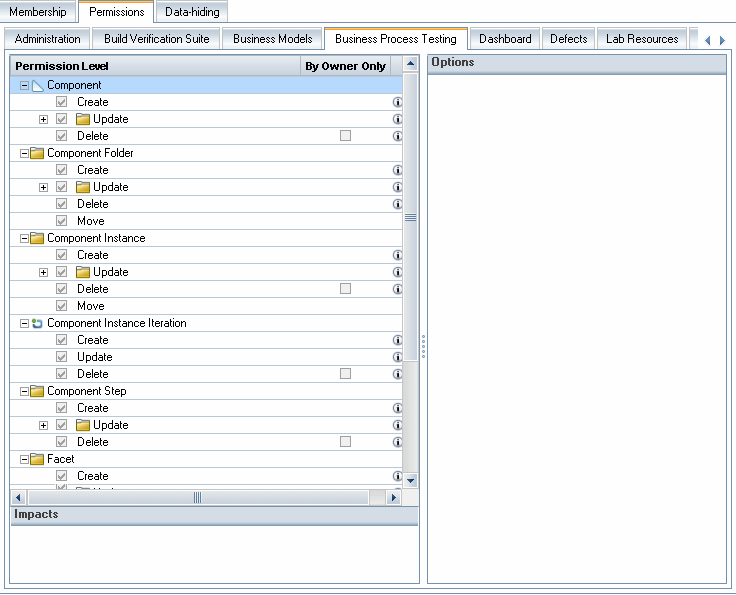 Membership Permissions Data-hiding
Administration Build Verification Suite Business Models Business Process Testing Dashboard Defects Lab Resources
Permission Level By Owner Only
Options
Component
Create
Update
Delete
Component Folder
Create
Update
Delete
Move
Component Instance
Create
Update
Delete
Move
Component Instance Iteration
Create
Update
Delete
Component Step
Create
Update
Delete
Facet
Create
Impacts